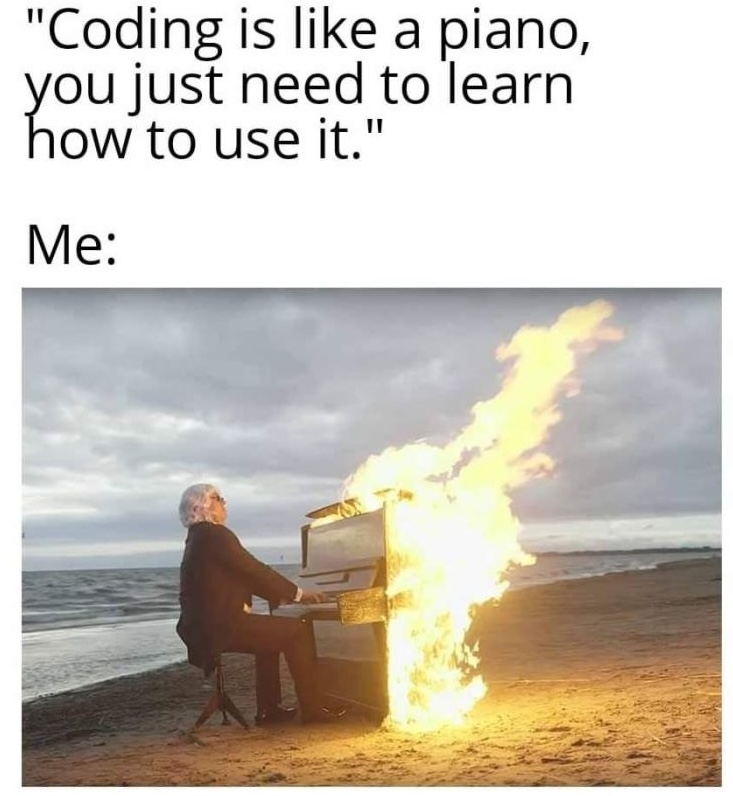 "Coding is like a piano,
you just need to learn
how to use it."
Me: